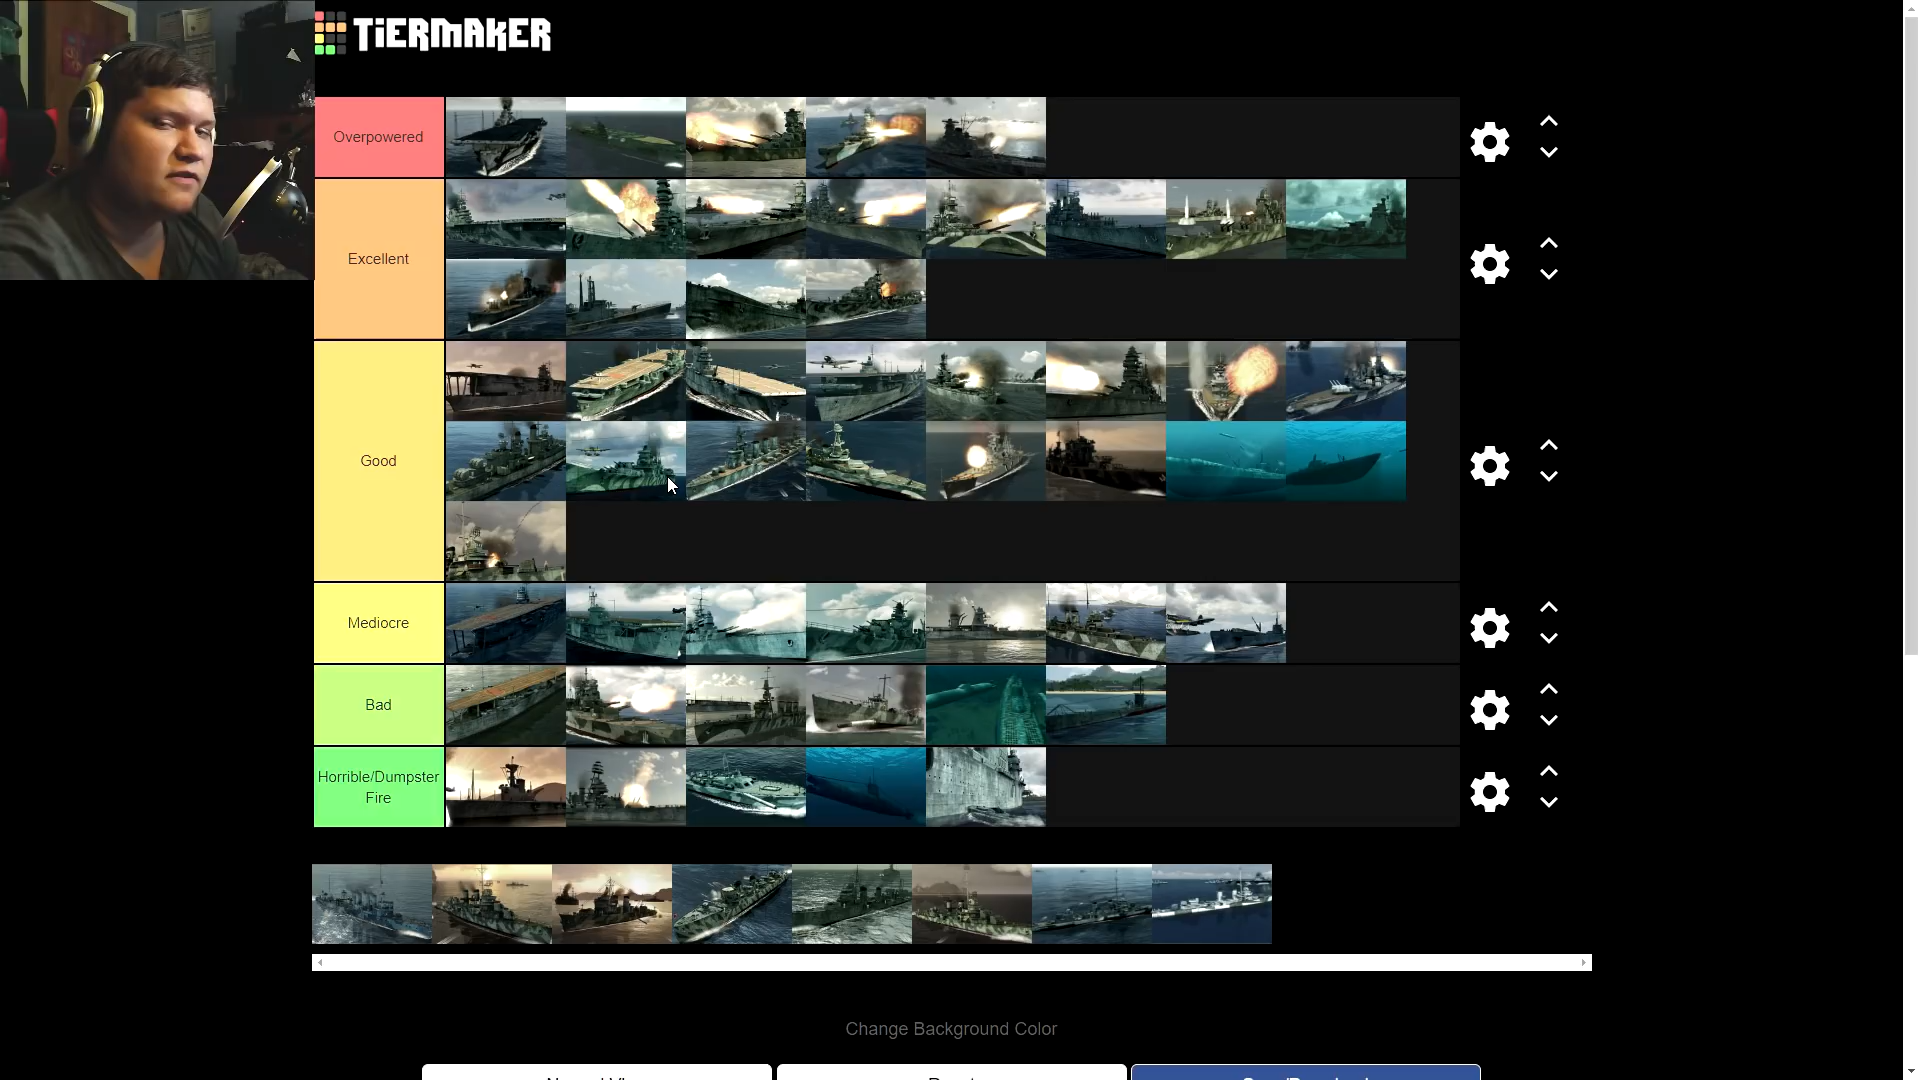 TiERMAKER
Overpowered
Excellent
Good
Mediocre
Bad
Horrible/Dumpster
Fire
Change Background Color